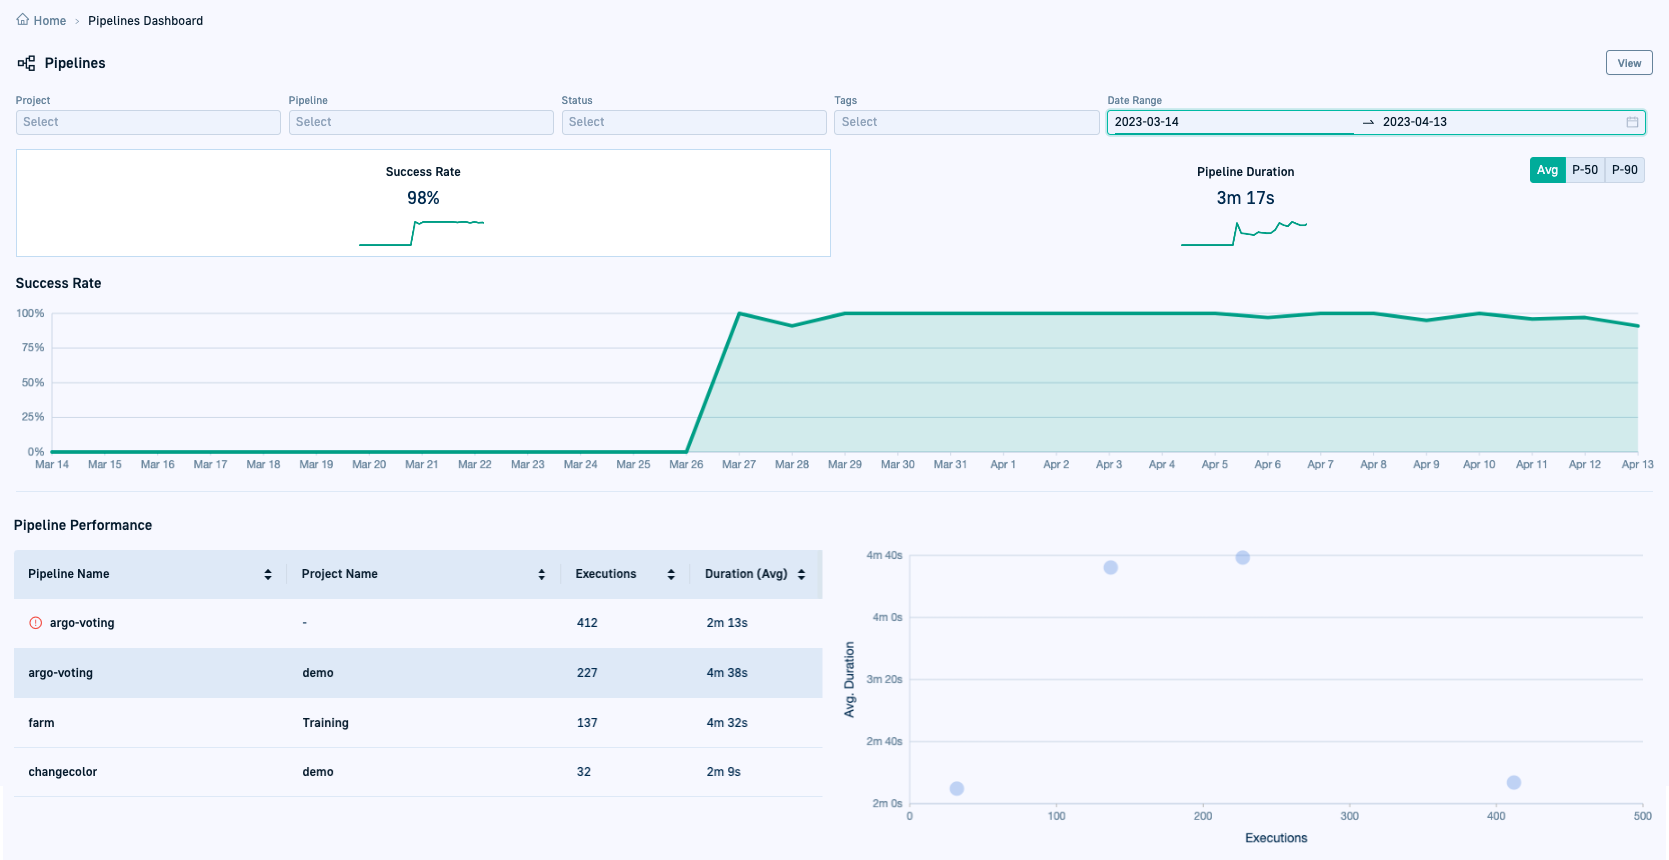 Home > Pipelines Dashboard
Pipelines
View
Project Pipeline Status Tags Date Range
Select Select Select Select 2023-03-14 → 2023-04-13
Success Rate
98%
Pipeline Duration
3m 17s
Avg P-50 P-90
Success Rate
100%
75%
50%
25%
0%
Mar 14 Mar 15 Mar 16 Mar 17 Mar 18 Mar 19 Mar 20 Mar 21 Mar 22 Mar 23 Mar 24 Mar 25 Mar 26 Mar 27 Mar 28 Mar 29 Mar 30 Mar 31 Apr 1 Apr 2 Apr 3 Apr 4 Apr 5 Apr 6 Apr 7 Apr 8 Apr 9 Apr 10 Apr 11 Apr 12 Apr 13
Pipeline Performance
Pipeline Name Project Name Executions Duration (Avg)
argo-voting - 412 2m 13s
argo-voting demo 227 4m 38s
farm Training 137 4m 32s
changecolor demo 32 2m 9s
Avg. Duration
4m 40s
4m 0s
3m 20s
2m 40s
2m 0s
0 100 200 300 400 500
Executions